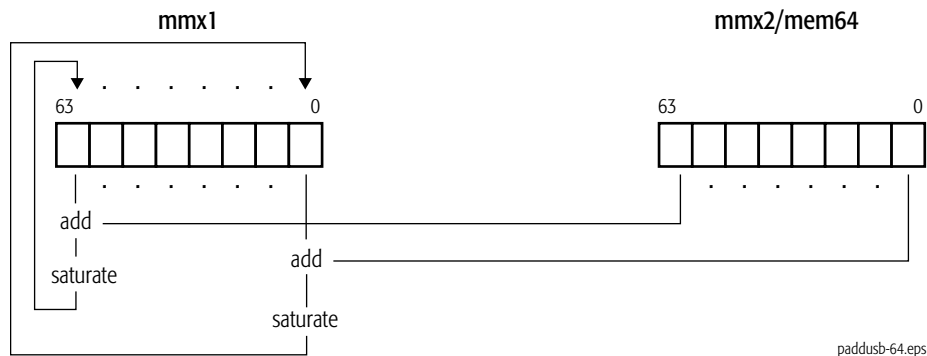 mmx1 mmx2/mem64
. . . . . .
63 0 63 0
. . . . . . . . . . . .
add
add
saturate
saturate
paddusb-64.eps